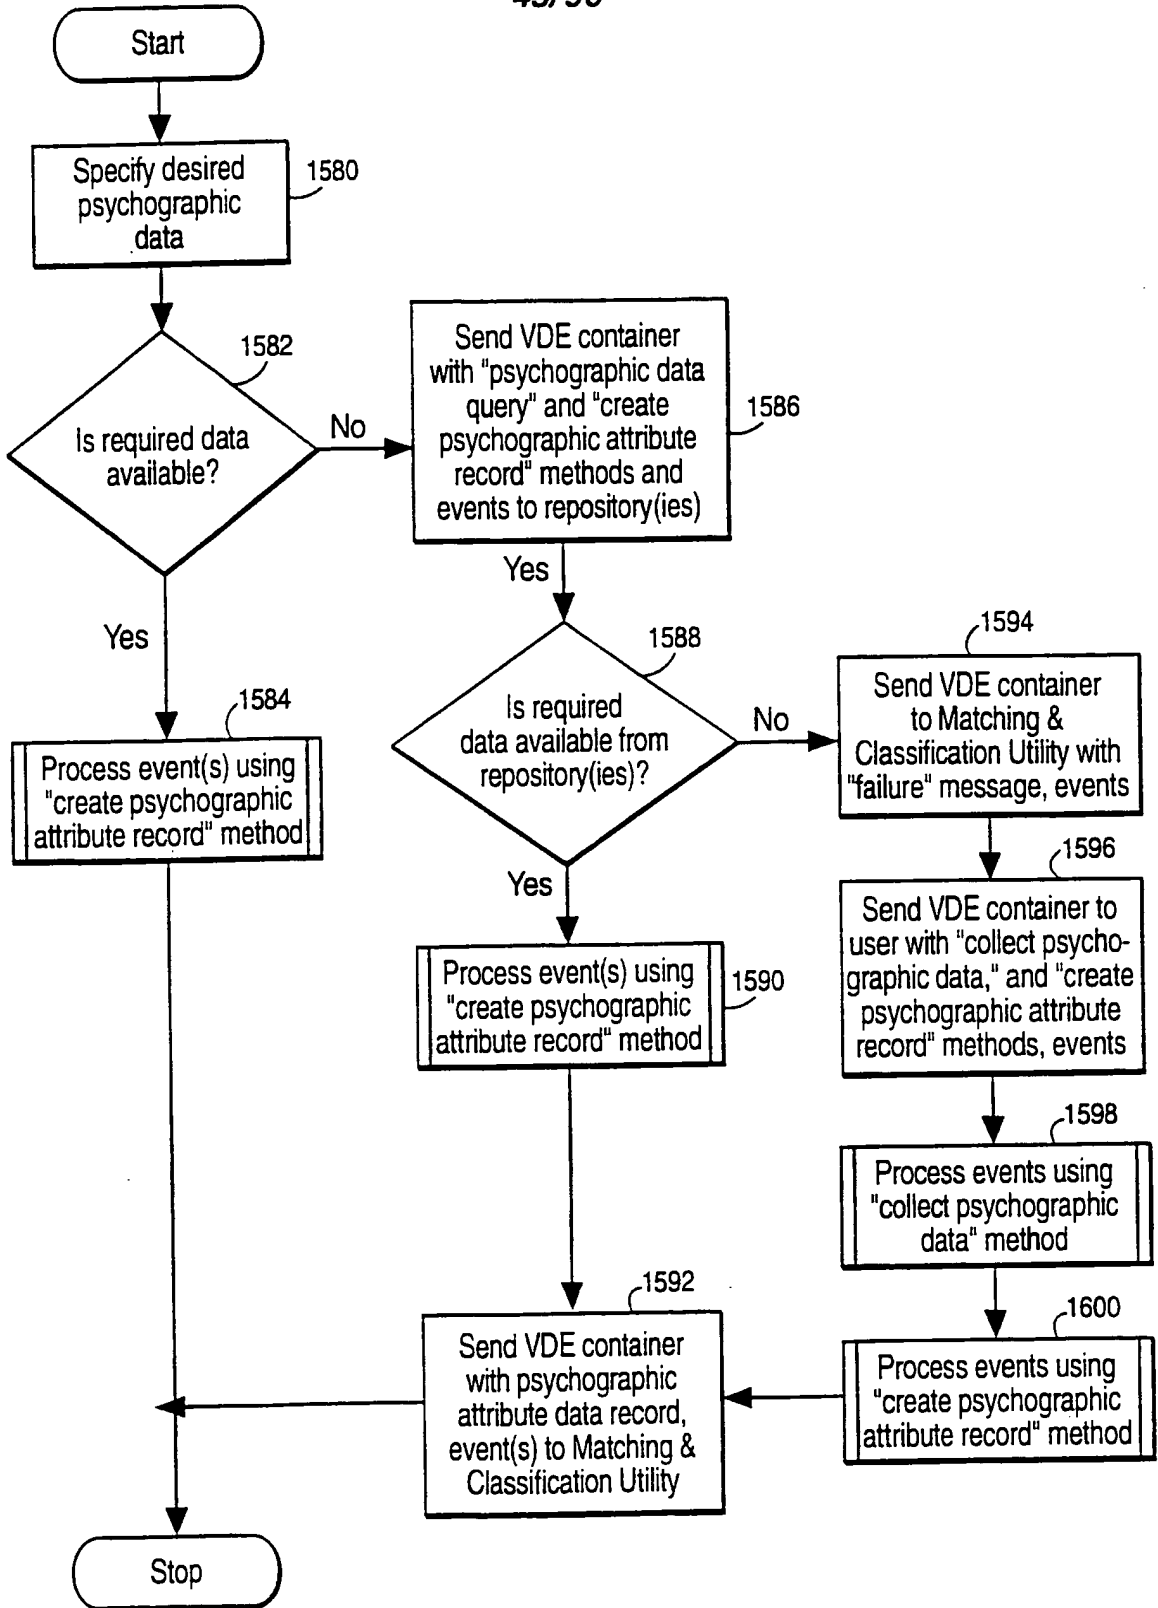 Start
Specify desired
psychographic
data
1580
1582
Is required data
available?
No
Yes
Send VDE container
with "psychographic data
query" and "create
psychographic attribute
record" methods and
events to repository(ies)
1586
Yes
1584
Process event(s) using
"create psychographic
attribute record" method
1588
Is required
data available from
repository(ies)?
No
Yes
1594
Send VDE container
to Matching &
Classification Utility with
"failure" message, events
1596
Send VDE container to
user with "collect psycho-
graphic data," and "create
psychographic attribute
record" methods, events
Process event(s) using
"create psychographic
attribute record" method
1590
1598
Process events using
"collect psychographic
data" method
1592
Send VDE container
with psychographic
attribute data record,
event(s) to Matching &
Classification Utility
1600
Process events using
"create psychographic
attribute record" method
Stop